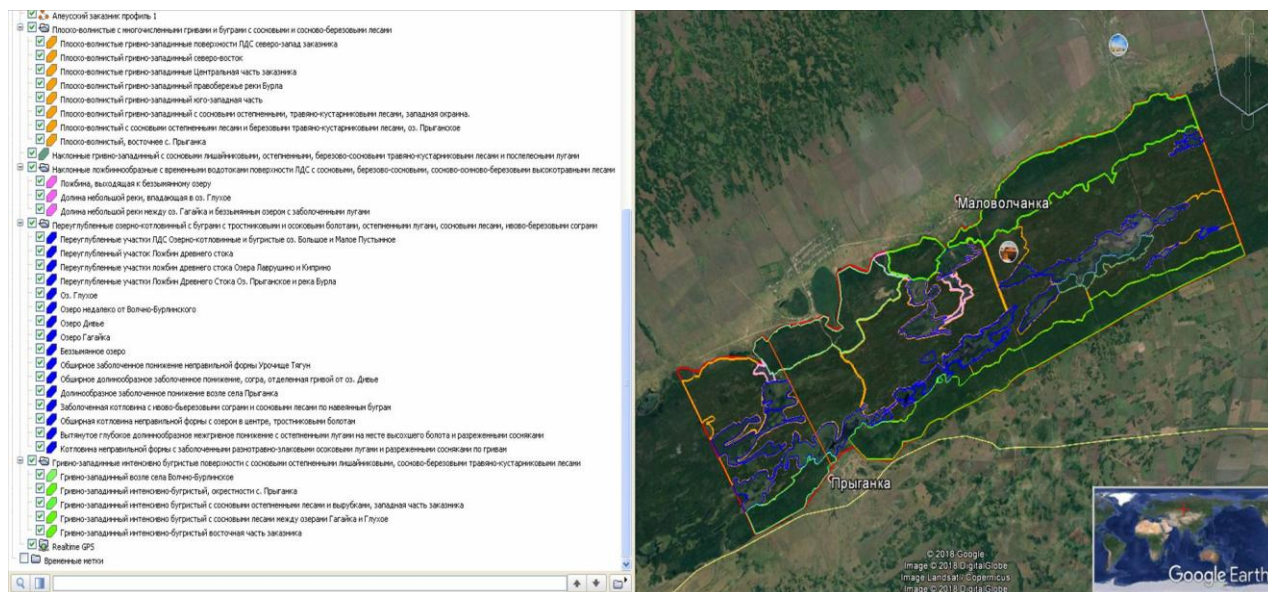 Алеусский заказник профиль 1
Плоско-волнистые с многочисленными гривами и буграми с сосновыми и сосново-березовыми лесами
Плоско-волнистые гривно-западинные поверхности ПДС северо-запад заказника
Плоско-волнистый гривно-западинный северо-восток
Плоско-волнистые гривно-западинные Центральная часть заказника
Плоско-волнистый гривно-западинный правобережье реки Бурла
Плоско-волнистый гривно-западинный юго-западная часть
Плоско-волнистый гривно-западинный с сосновыми остепненными, травяно-кустарниковыми лесами, западная окраина.
Плоско-волнистый с сосновыми остепненными лесами и березовыми травяно-кустарниковыми лесами, оз. Прыганское
Плоско-волнистый, восточнее с. Прыганка
Наклонные гривно-западинный с сосновыми лишайниковыми, остепненными, березово-сосновыми травяно-кустарниковыми лесами и послелесными лугами
Наклонные ложбинообразные с временными водотоками поверхности ЛДС с сосновыми, березово-сосновыми, сосново-осиново-березовыми высокотравными лесами
Ложбина, выходящая к безымянному озеру
Долина небольшой реки, впадающая в оз. Глухое
Долина небольшой реки между оз. Гагайка и безымянным озером с заболоченными лугами
Переуглубленные озерно-котловинный с буграми с тростниковыми и осоковыми болотами, остепненными лугами, сосновыми лесами, ивово-березовыми сограми
Переуглубленные участки ЛДС Озерно-котловинные и бугристые оз. Большое и Малое Пустынное
Переуглубленный участок Ложбин древнего стока
Переуглубленные участки ложбин древнего стока Озера Лаврушино и Киприно
Переуглубленные участки Ложбин Древнего Стока Оз. Прыганское и река Бурла
Оз. Глухое
Озеро недалеко от Волчно-Бурлинского
Озеро Дивье
Озеро Гагайка
Беззымянное озеро
Обширное заболоченное понижение неправильной формы Урочище Тягун
Обширное долинообразное заболоченное понижение, согра, отделенная гривой от оз. Дивье
Долинообразное заболоченное понижение возле села Прыганка
Заболоченная котловина с ивово-бьерезовыми сограми и сосновыми лесами по навеянным буграм
Обширная котловина неправильной формы с озером в центре, тростниковыми болотам
Вытянутое глубокое долинообразное межгривное понижение с остепненными лугами на месте высохшего болота и разреженными сосняками
Котловина неправильной формы с заболоченными разнотравно-злаковыми осоковыми лугами и разреженными сосняками по гривам
Гривно-западинные интенсивно бугристые поверхности с сосновыми остепненными лишайниковыми, сосново-березовыми травяно-кустарниковыми лесами
Гривно-западинный возле села Волчно-Бурлинское
Гривно-западинный интенсивно-бугристый, окрестности с. Прыганка
Гривно-западинный интенсивно-бугристый с сосновыми остепненными лесами и вырубками, западная часть заказника
Гривно-западинный интенсивно-бугристый с сосновыми лесами между озерами Гагайка и Глухое
Гривно-западинный интенсивно-бугристый восточная часть заказника
Realtime GPS
Временные метки
Маловолчанка
Прыганка
© 2018 Google
Image © 2018 DigitalGlobe
Image Landsat / Copernicus
Image © 2018 DigitalGlobe
Google Earth